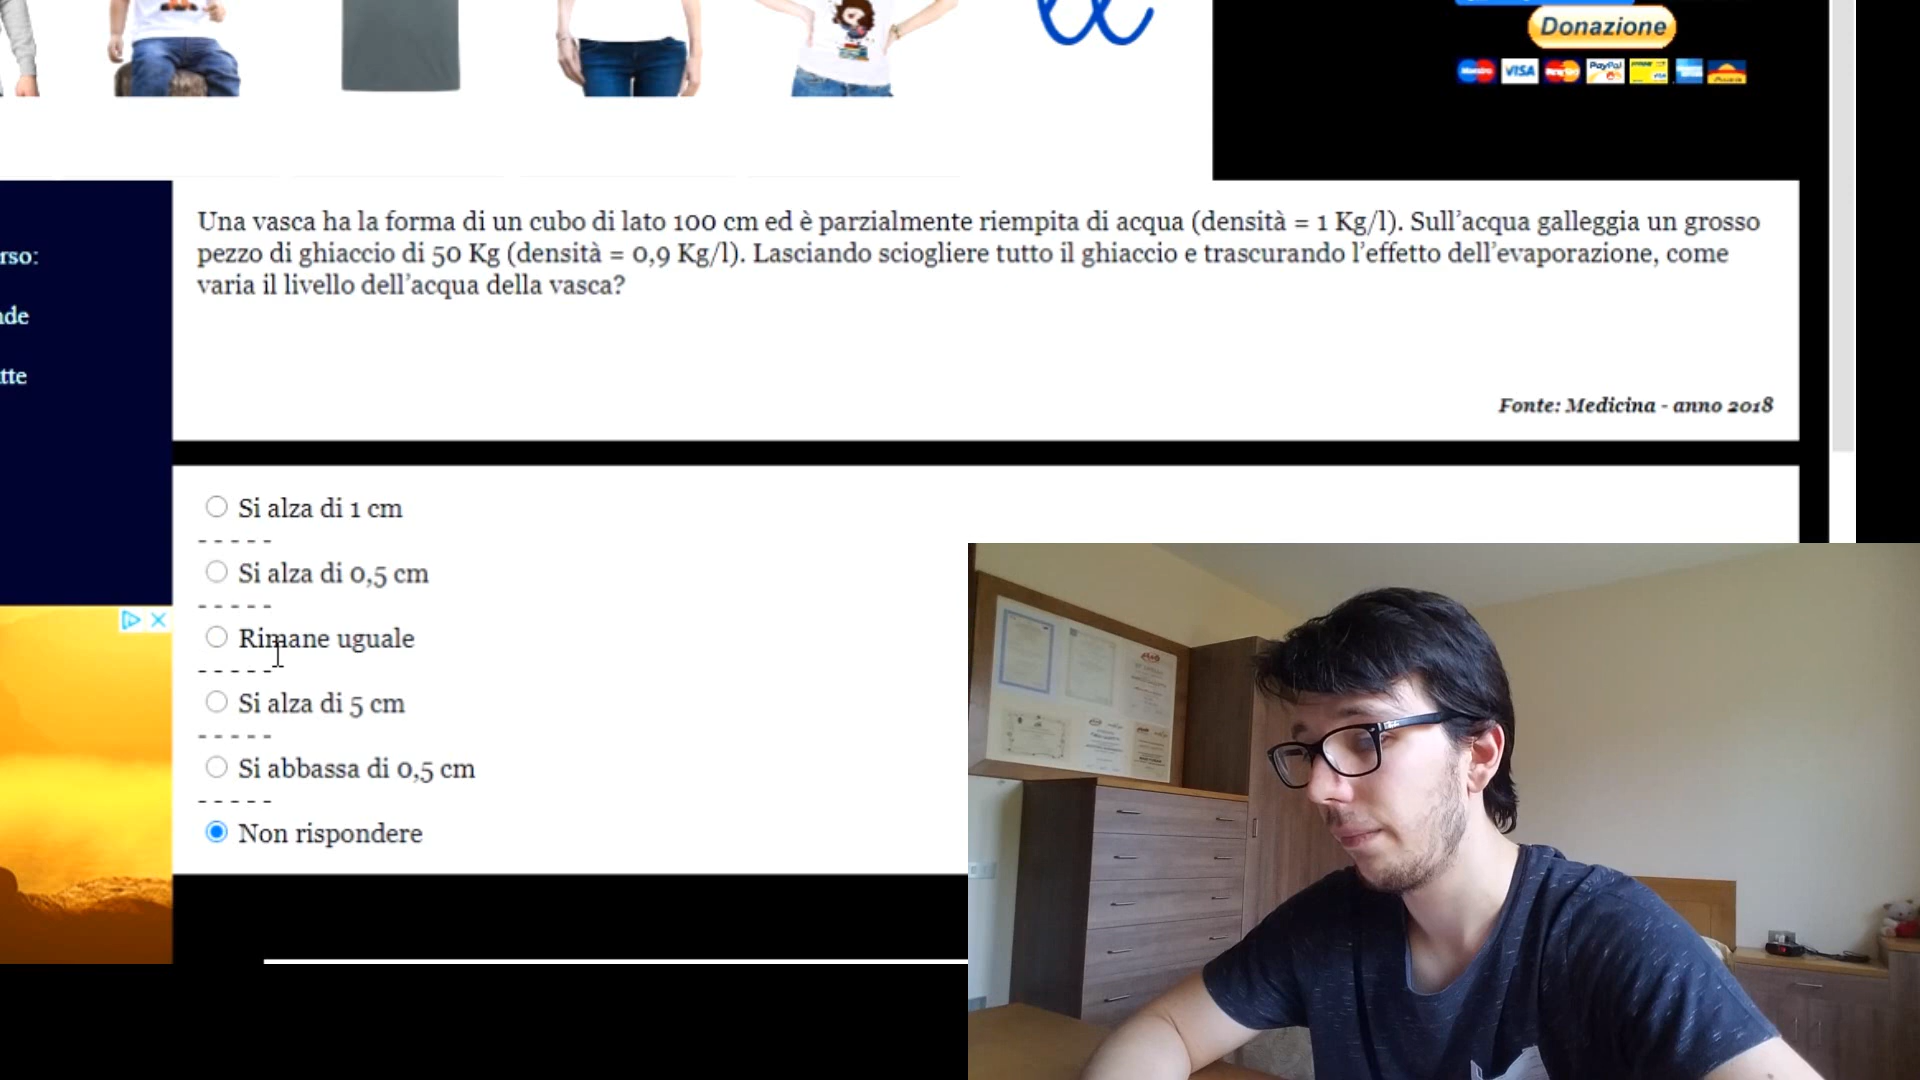 Donazione
Maestro VISA PayPal
Una vasca ha la forma di un cubo di lato 100 cm ed è parzialmente riempita di acqua (densità = 1 Kg/l). Sull'acqua galleggia un grosso
pezzo di ghiaccio di 50 Kg (densità = 0,9 Kg/l). Lasciando sciogliere tutto il ghiaccio e trascurando l'effetto dell'evaporazione, come
varia il livello dell'acqua della vasca?
Fonte: Medicina - anno 2018
rso:
nde
tte
Si alza di 1 cm
- - - - -
Si alza di 0,5 cm
- - - - -
Rimane uguale
- - - - -
Si alza di 5 cm
- - - - -
Si abbassa di 0,5 cm
- - - - -
Non rispondere